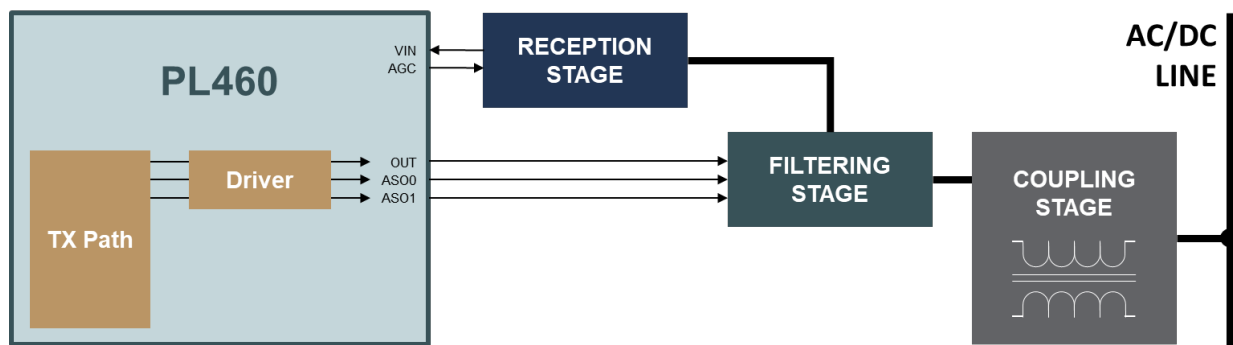 PL460
VIN
AGC
RECEPTION
STAGE
AC/DC
LINE
TX Path
Driver
OUT
ASO0
ASO1
FILTERING
STAGE
COUPLING
STAGE